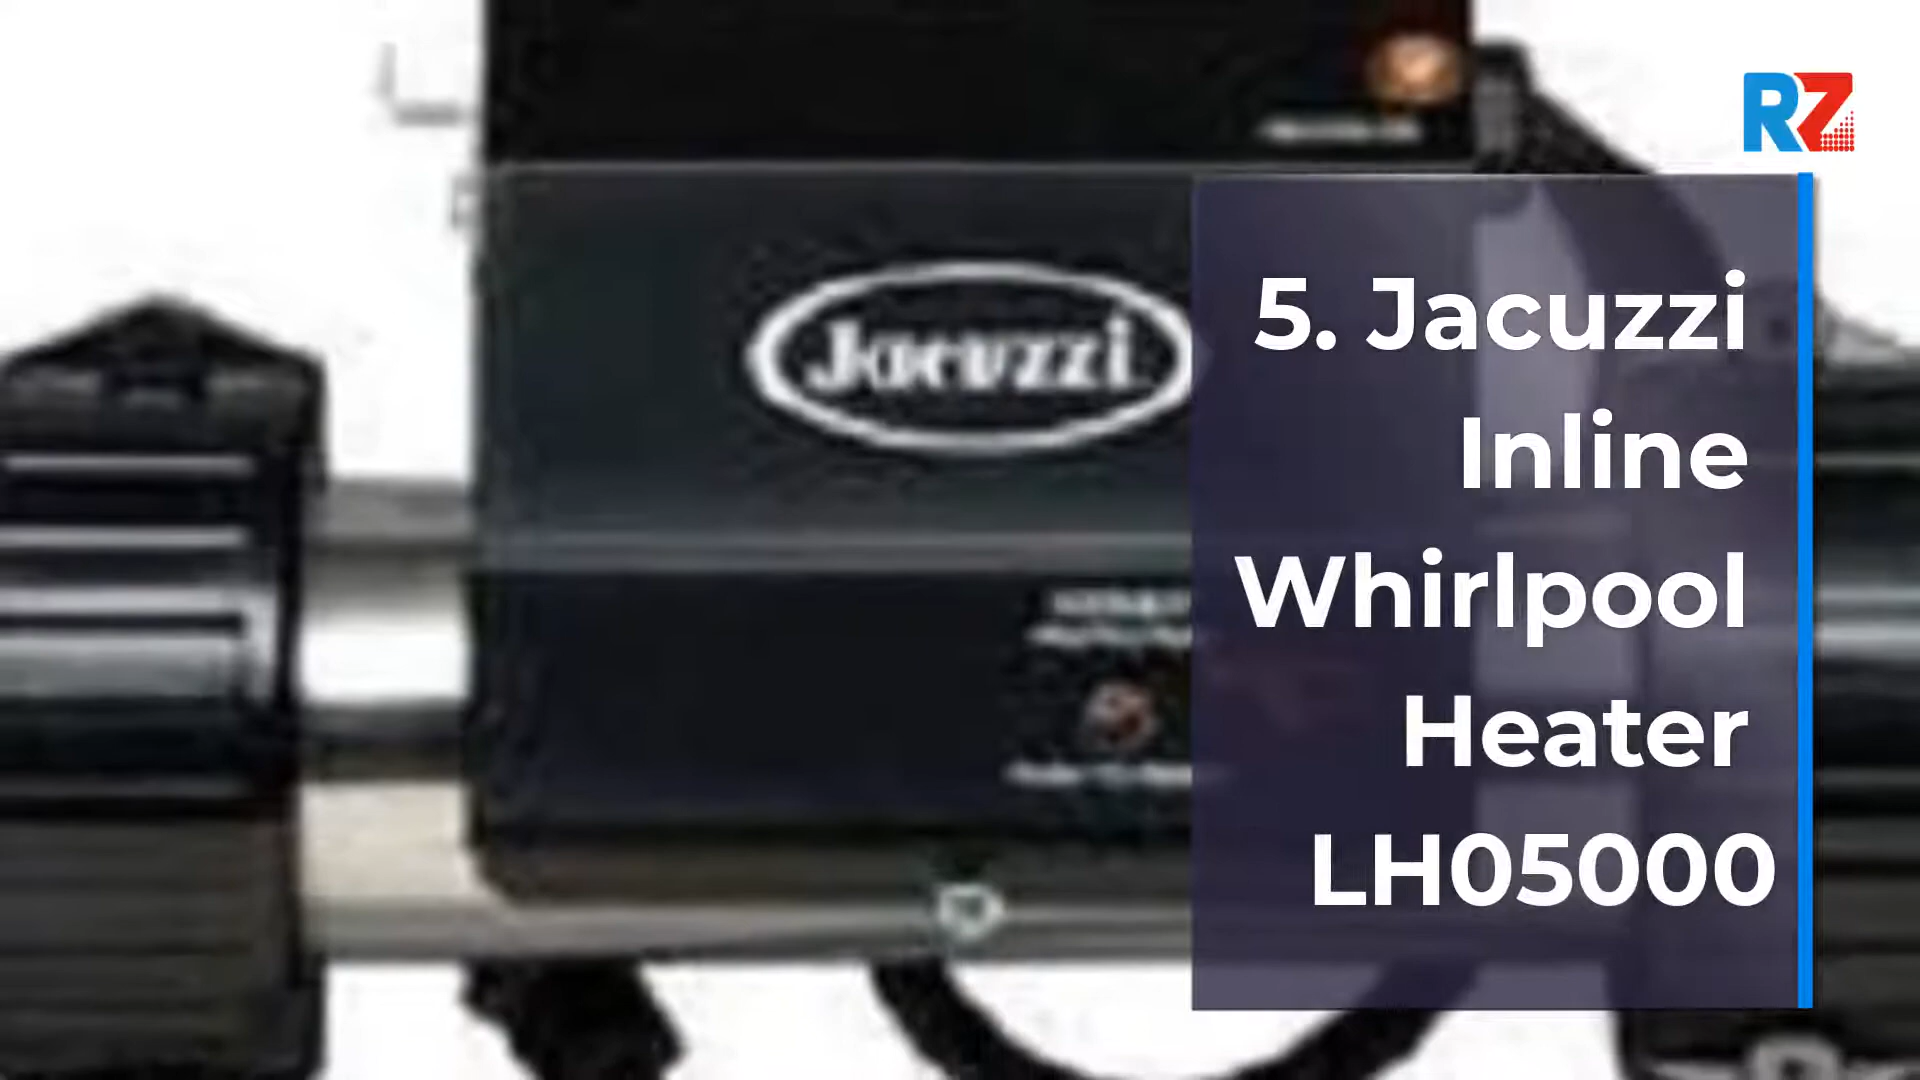 RZ
Jacuzzi
5. Jacuzzi
Inline
Whirlpool
Heater
LH05000